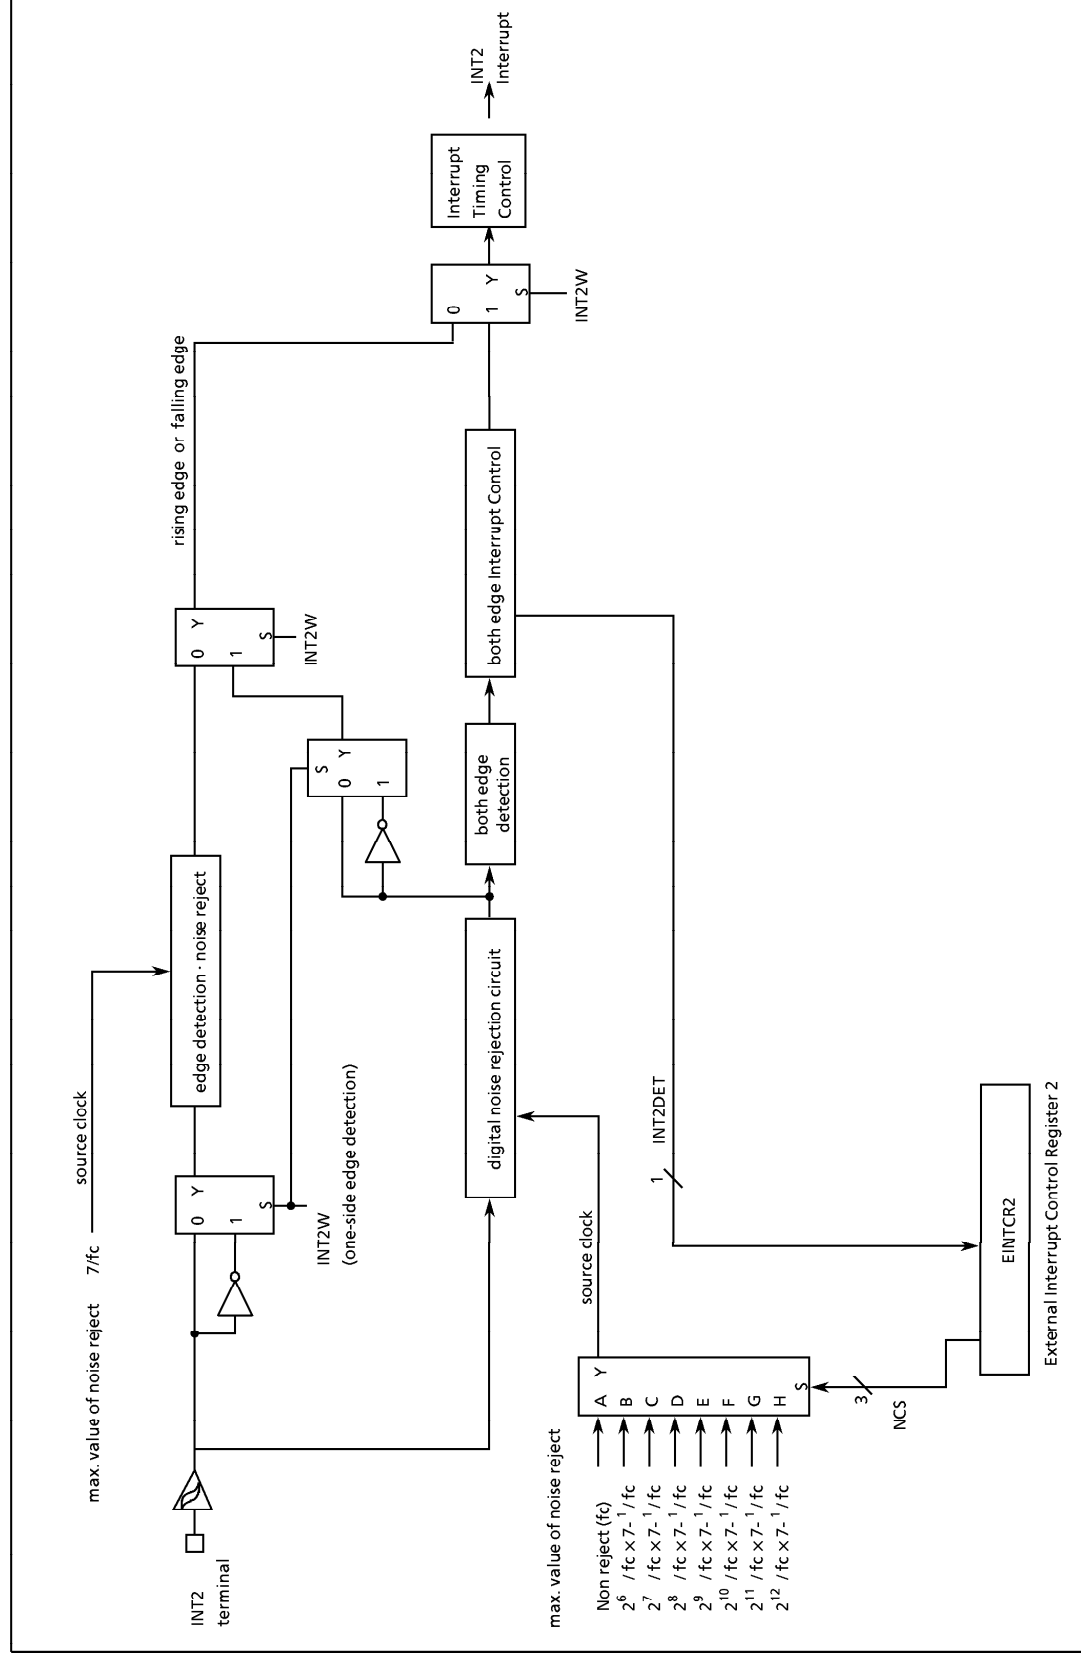 max. value of noise reject 7/fc
source clock
INT2
terminal
0 Y
1
S
INT2W
(one-side edge detection)
edge detection · noise reject
S
0 Y
1
0 Y
1
S
INT2W
rising edge or falling edge
digital noise rejection circuit
both edge
detection
both edge Interrupt Control
0
1 Y
S
INT2W
Interrupt
Timing
Control
INT2
Interrupt
max. value of noise reject
source clock
Non reject (fc)
2^6 /fc×7-^1/fc
2^7 /fc×7-^1/fc
2^8 /fc×7-^1/fc
2^9 /fc×7-^1/fc
2^10 /fc×7-^1/fc
2^11 /fc×7-^1/fc
2^12 /fc×7-^1/fc
A Y
B
C
D
E
F
G
H
S
3
NCS
1
INT2DET
EINTCR2
External Interrupt Control Register 2